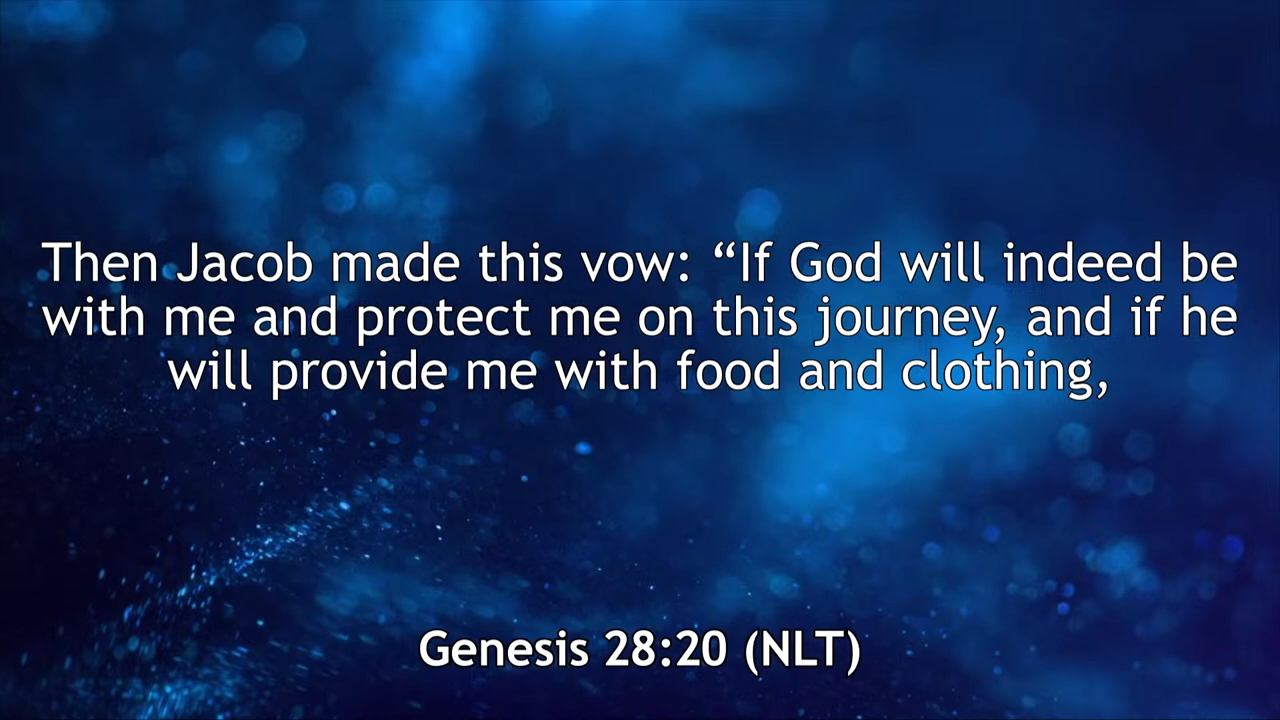 Then Jacob made this vow: “If God will indeed be
with me and protect me on this journey, and if he
will provide me with food and clothing,
Genesis 28:20 (NLT)